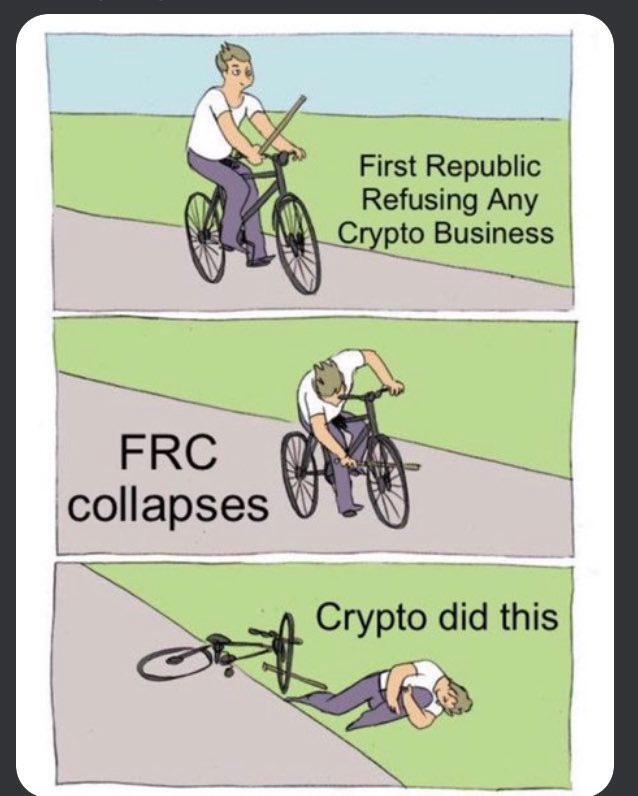 First Republic
Refusing Any
Crypto Business
FRC
collapses
Crypto did this